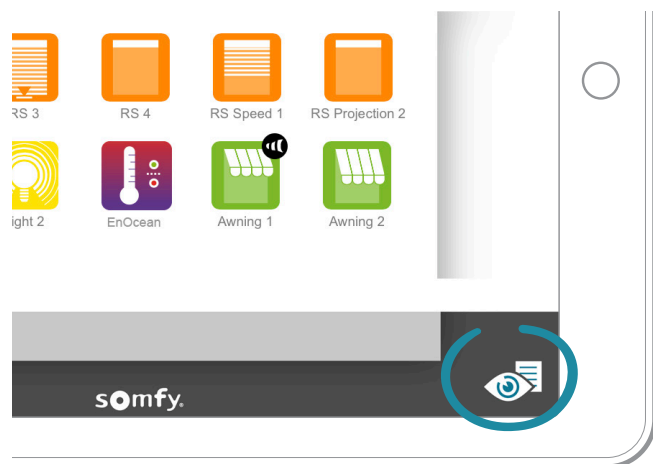 RS 3 RS 4 RS Speed 1 RS Projection 2
ight 2 EnOcean Awning 1 Awning 2
somfy.